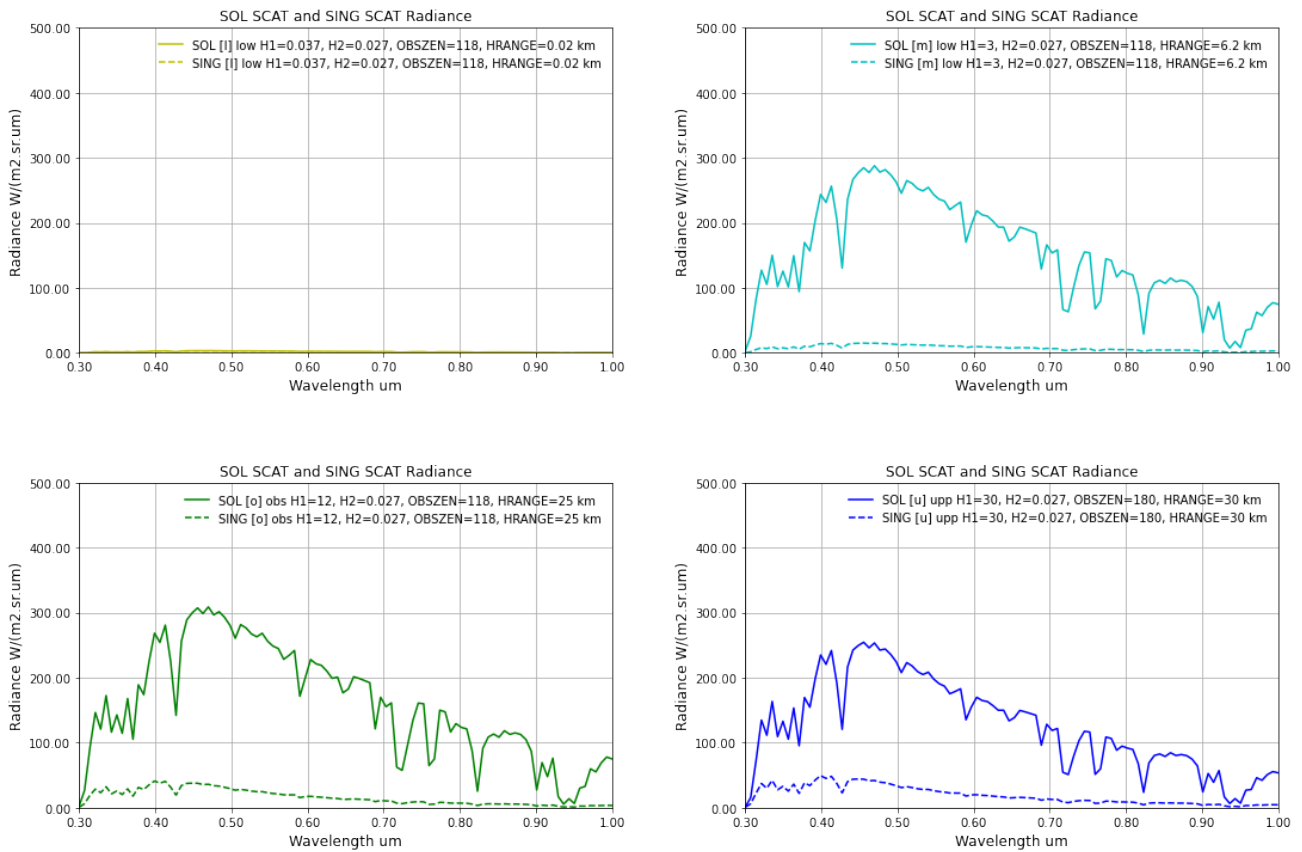 SOL SCAT and SING SCAT Radiance
SOL [l] low H1=0.037, H2=0.027, OBSZEN=118, HRANGE=0.02 km
SING [l] low H1=0.037, H2=0.027, OBSZEN=118, HRANGE=0.02 km
Radiance W/(m2.sr.um)
500.00
400.00
300.00
200.00
100.00
0.00
0.30 0.40 0.50 0.60 0.70 0.80 0.90 1.00
Wavelength um
SOL SCAT and SING SCAT Radiance
SOL [m] low H1=3, H2=0.027, OBSZEN=118, HRANGE=6.2 km
SING [m] low H1=3, H2=0.027, OBSZEN=118, HRANGE=6.2 km
Radiance W/(m2.sr.um)
500.00
400.00
300.00
200.00
100.00
0.00
0.30 0.40 0.50 0.60 0.70 0.80 0.90 1.00
Wavelength um
SOL SCAT and SING SCAT Radiance
SOL [o] obs H1=12, H2=0.027, OBSZEN=118, HRANGE=25 km
SING [o] obs H1=12, H2=0.027, OBSZEN=118, HRANGE=25 km
Radiance W/(m2.sr.um)
500.00
400.00
300.00
200.00
100.00
0.00
0.30 0.40 0.50 0.60 0.70 0.80 0.90 1.00
Wavelength um
SOL SCAT and SING SCAT Radiance
SOL [u] upp H1=30, H2=0.027, OBSZEN=180, HRANGE=30 km
SING [u] upp H1=30, H2=0.027, OBSZEN=180, HRANGE=30 km
Radiance W/(m2.sr.um)
500.00
400.00
300.00
200.00
100.00
0.00
0.30 0.40 0.50 0.60 0.70 0.80 0.90 1.00
Wavelength um